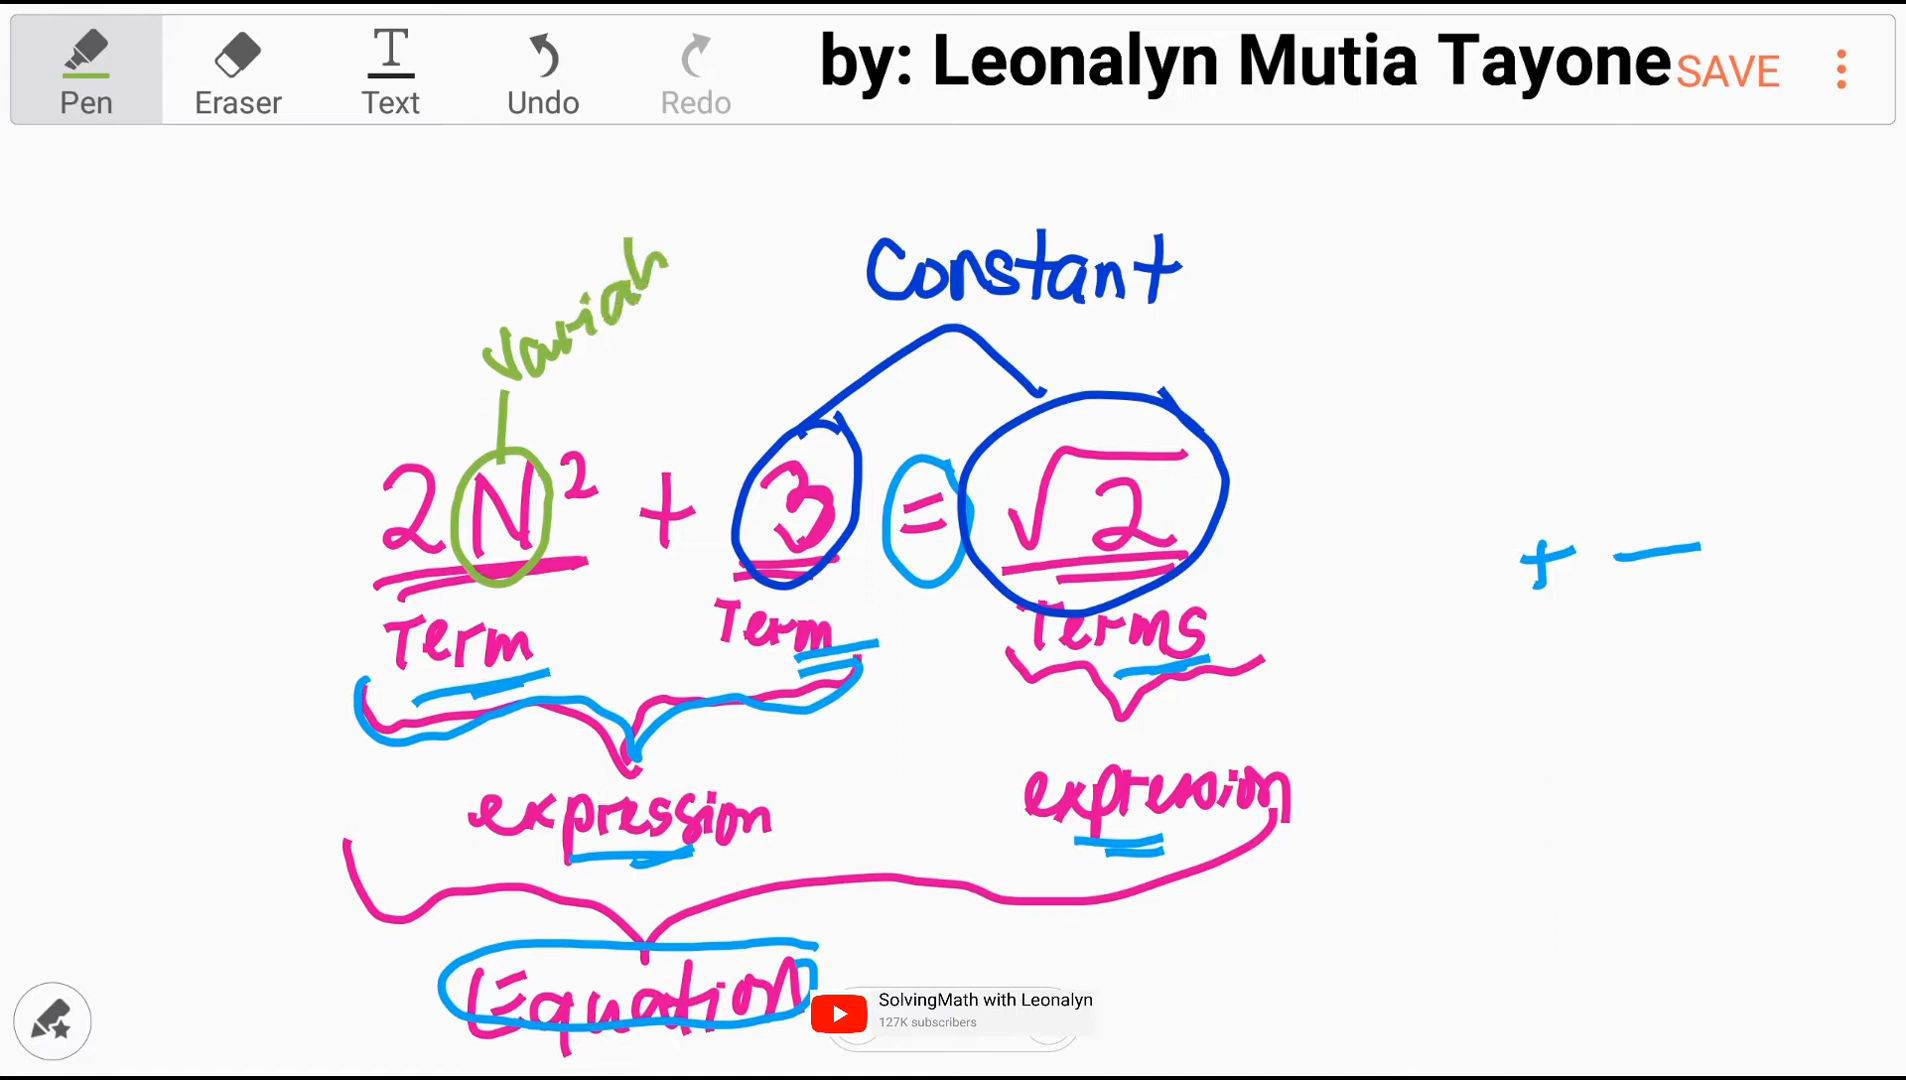 by: Leonalyn Mutia Tayone
SAVE
Pen
Eraser
Text
Undo
Redo
Constant
Variab
2N² + 3 = √2
+ −
Term
Term
Terms
expression
expression
Equation
SolvingMath with Leonalyn
127K subscribers